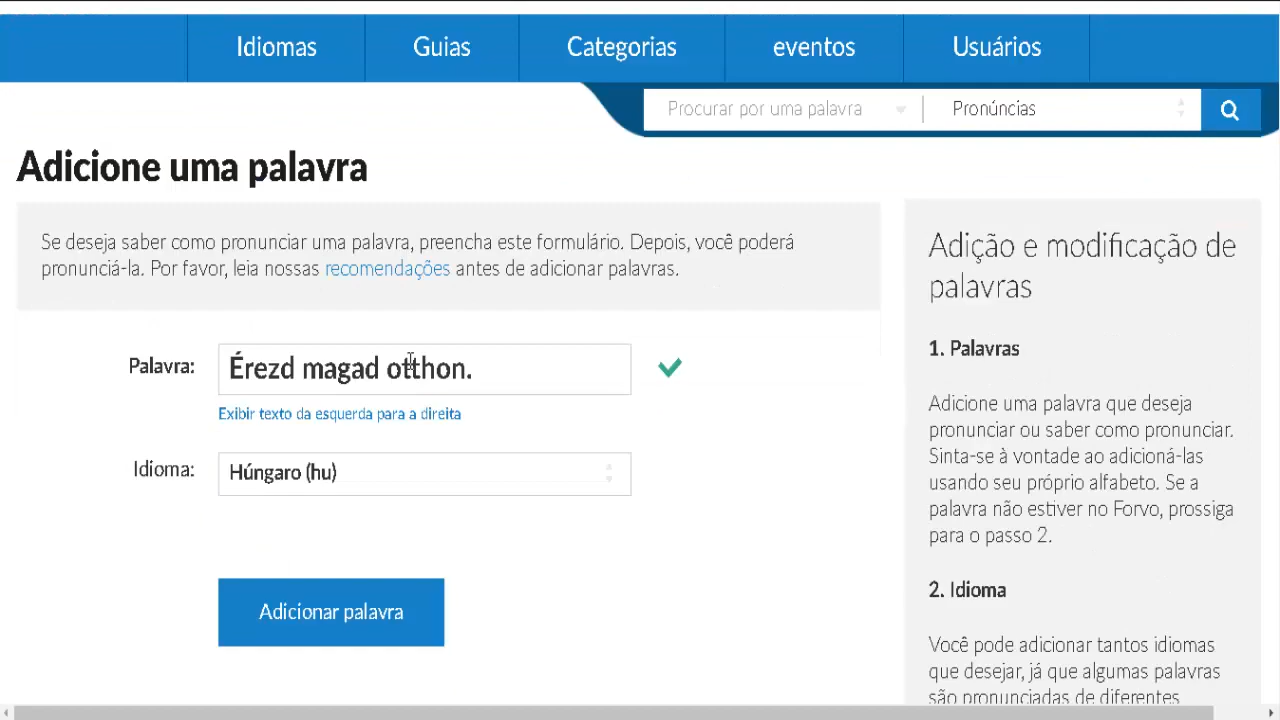 Idiomas
Guias
Categorias
eventos
Usuários
Procurar por uma palavra
Pronúncias
Adicione uma palavra
Se deseja saber como pronunciar uma palavra, preencha este formulário. Depois, você poderá
pronunciá-la. Por favor, leia nossas recomendações antes de adicionar palavras.
Palavra:
Érezd magad otthon.
Exibir texto da esquerda para a direita
Idioma:
Húngaro (hu)
Adicionar palavra
Adição e modificação de
palavras
1. Palavras
Adicione uma palavra que deseja
pronunciar ou saber como pronunciar.
Sinta-se à vontade ao adicioná-las
usando seu próprio alfabeto. Se a
palavra não estiver no Forvo, prossiga
para o passo 2.
2. Idioma
Você pode adicionar tantos idiomas
que desejar, já que algumas palavras
são pronunciadas de diferentes